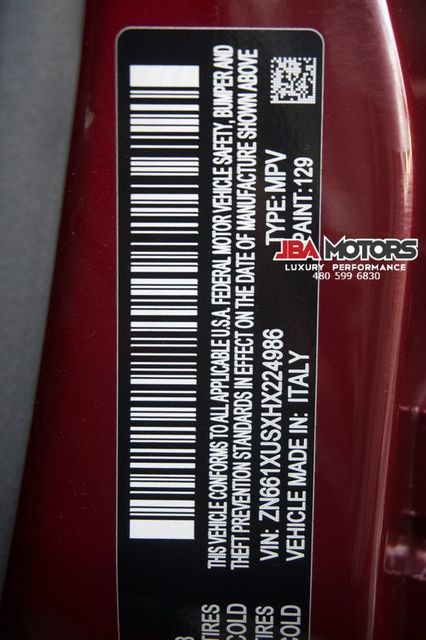 THIS VEHICLE CONFORMS TO ALL APPLICABLE U.S.A. FEDERAL MOTOR VEHICLE SAFETY, BUMPER AND
THEFT PREVENTION STANDARDS IN EFFECT ON THE DATE OF MANUFACTURE SHOWN ABOVE
VIN: ZN661XUSXHX224986 TYPE: MPV
VEHICLE MADE IN: ITALY PAINT: 129
TIRES
COLD
TIRES
COLD
JBA MOTORS
LUXURY PERFORMANCE
480 599 6830